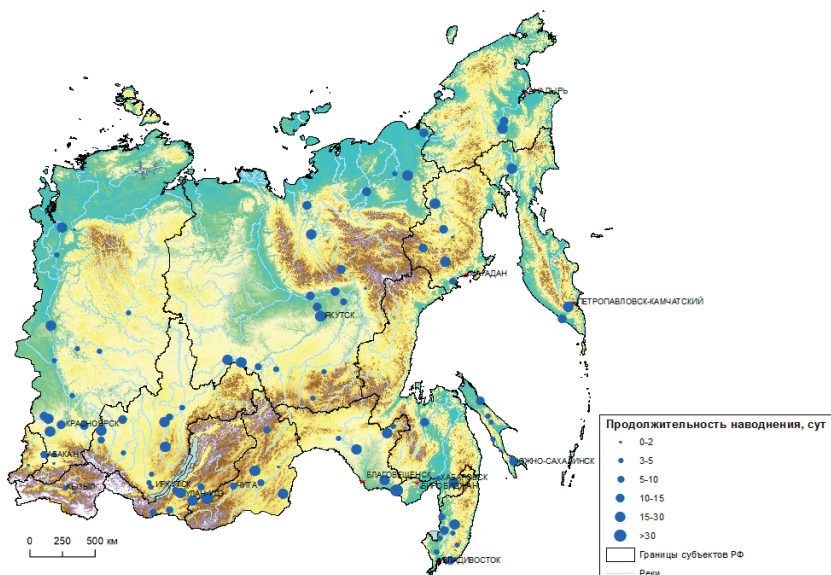 АНАДЫРЬ
МАГАДАН
ПЕТРОПАВЛОВСК-КАМЧАТСКИЙ
ЯКУТСК
КРАСНОЯРСК
АБАКАН
КЫЗЫЛ
ИРКУТСК
УЛАН-УДЭ
ЧИТА
БЛАГОВЕЩЕНСК
ХАБАРОВСК
БИРОБИДЖАН
ЮЖНО-САХАЛИНСК
ВЛАДИВОСТОК
0 250 500 км
Продолжительность наводнения, сут
0-2
3-5
5-10
10-15
15-30
>30
Границы субъектов РФ
Реки